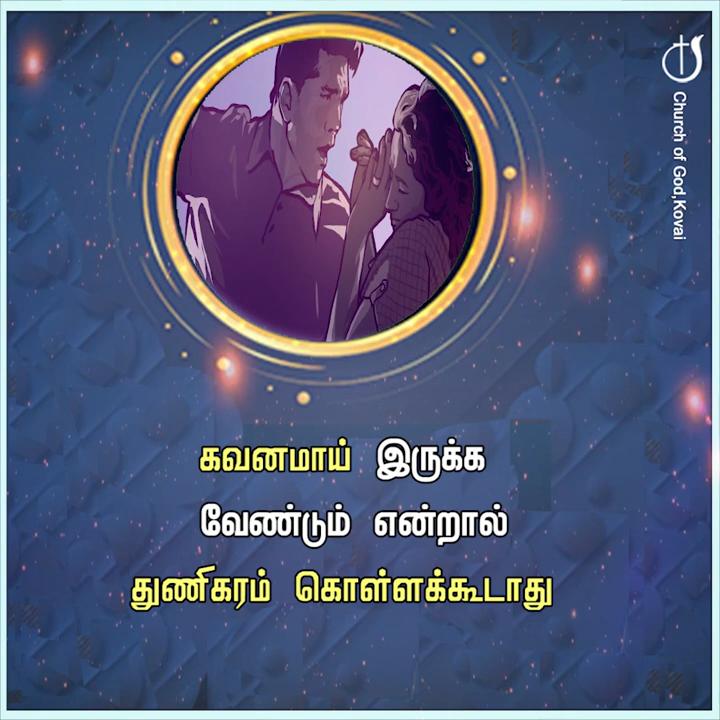 Church of God,Kovai
கவனமாய் இருக்க
வேண்டும் என்றால்
துணிகரம் கொள்ளக்கூடாது